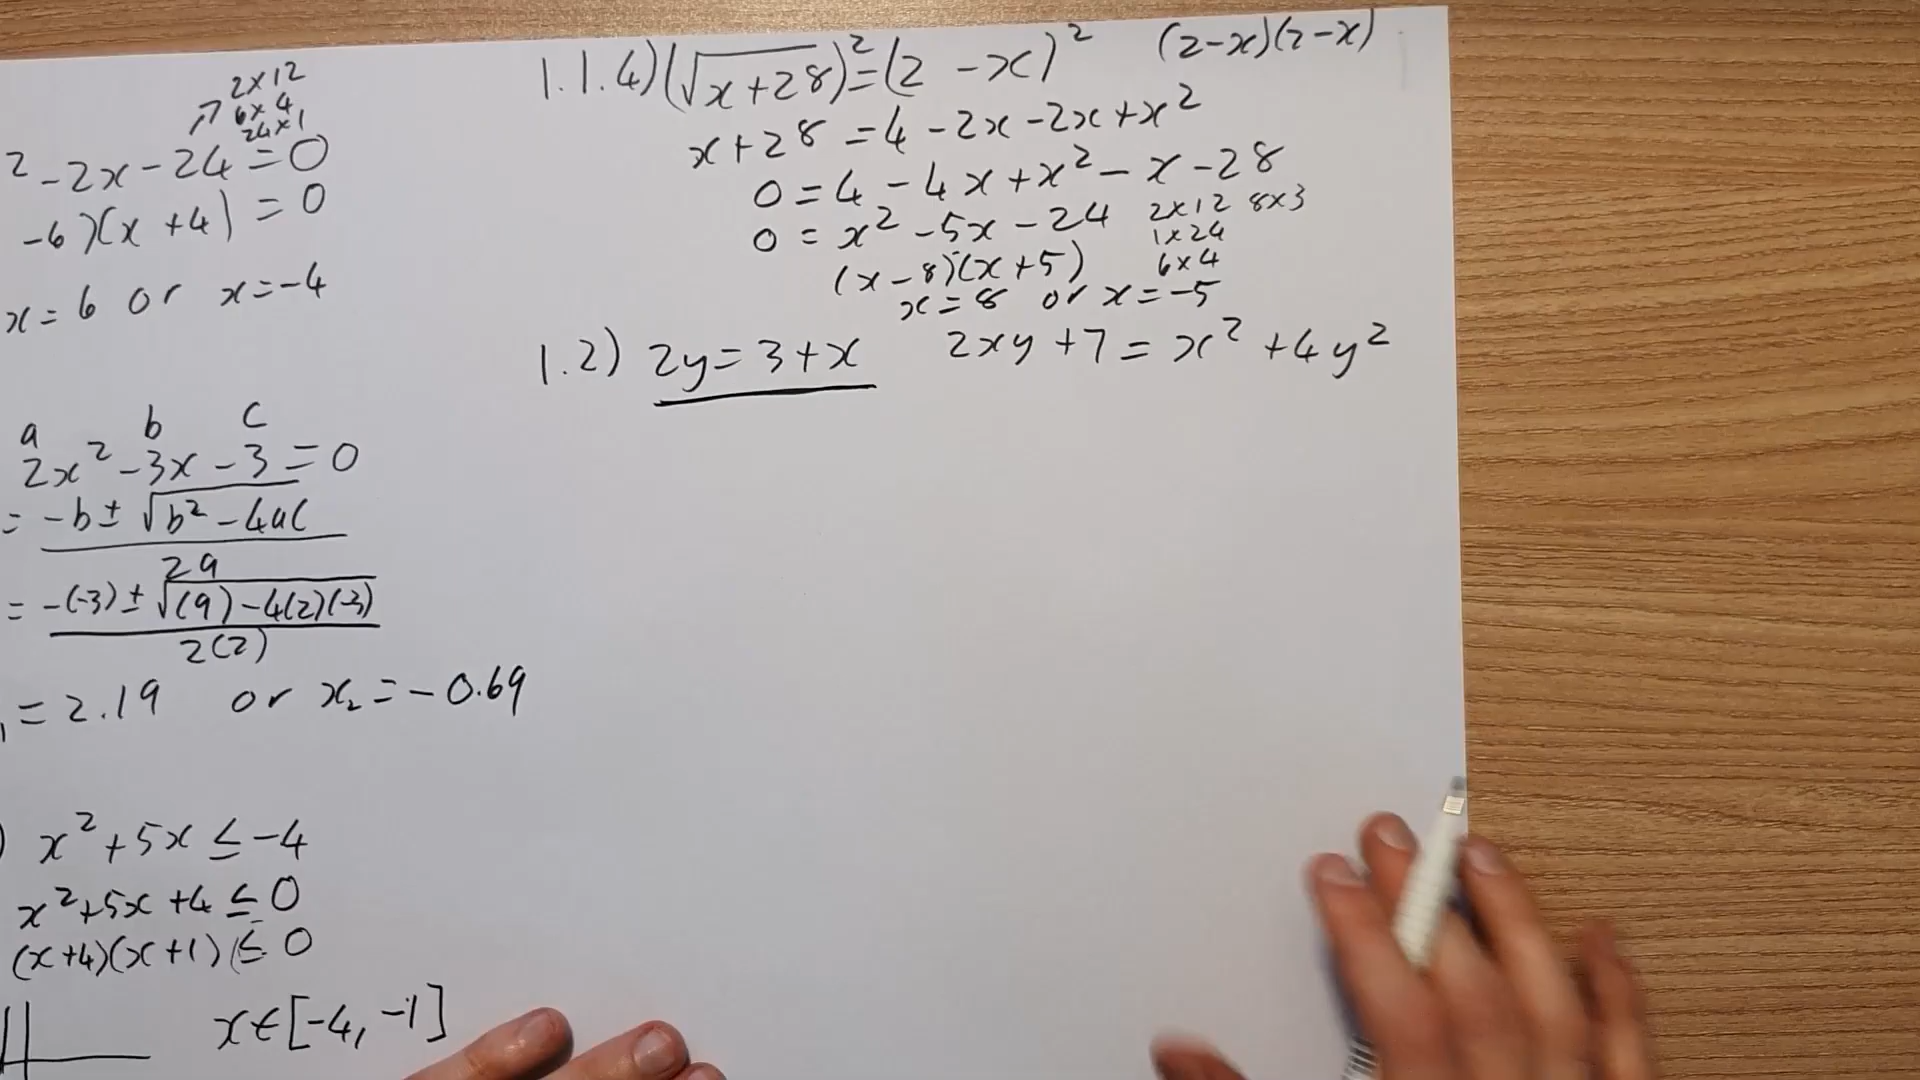 2x12
6x4
24x1
2 -2x-24=0
-6)(x+4)=0
x=6 or x=-4
a b c
2x²-3x-3=0
= -b±√b²-4ac
2a
= -(-3)±√(9)-4(2)(-3)
2(2)
1 =2.19 or x₂=-0.69
) x²+5x≤-4
x²+5x+4≤0
(x+4)(x+1)≤0
x∈[-4,-1]
1.1.4)(√x+28)²=(2-x)² (2-x)(2-x)
x+28=4-2x-2x+x²
0=4-4x+x²-x-28
0=x²-5x-24 2x12 8x3
1x24
(x-8)(x+5) 6x4
x=8 or x=-5
1.2) 2y=3+x 2xy+7=x²+4y²